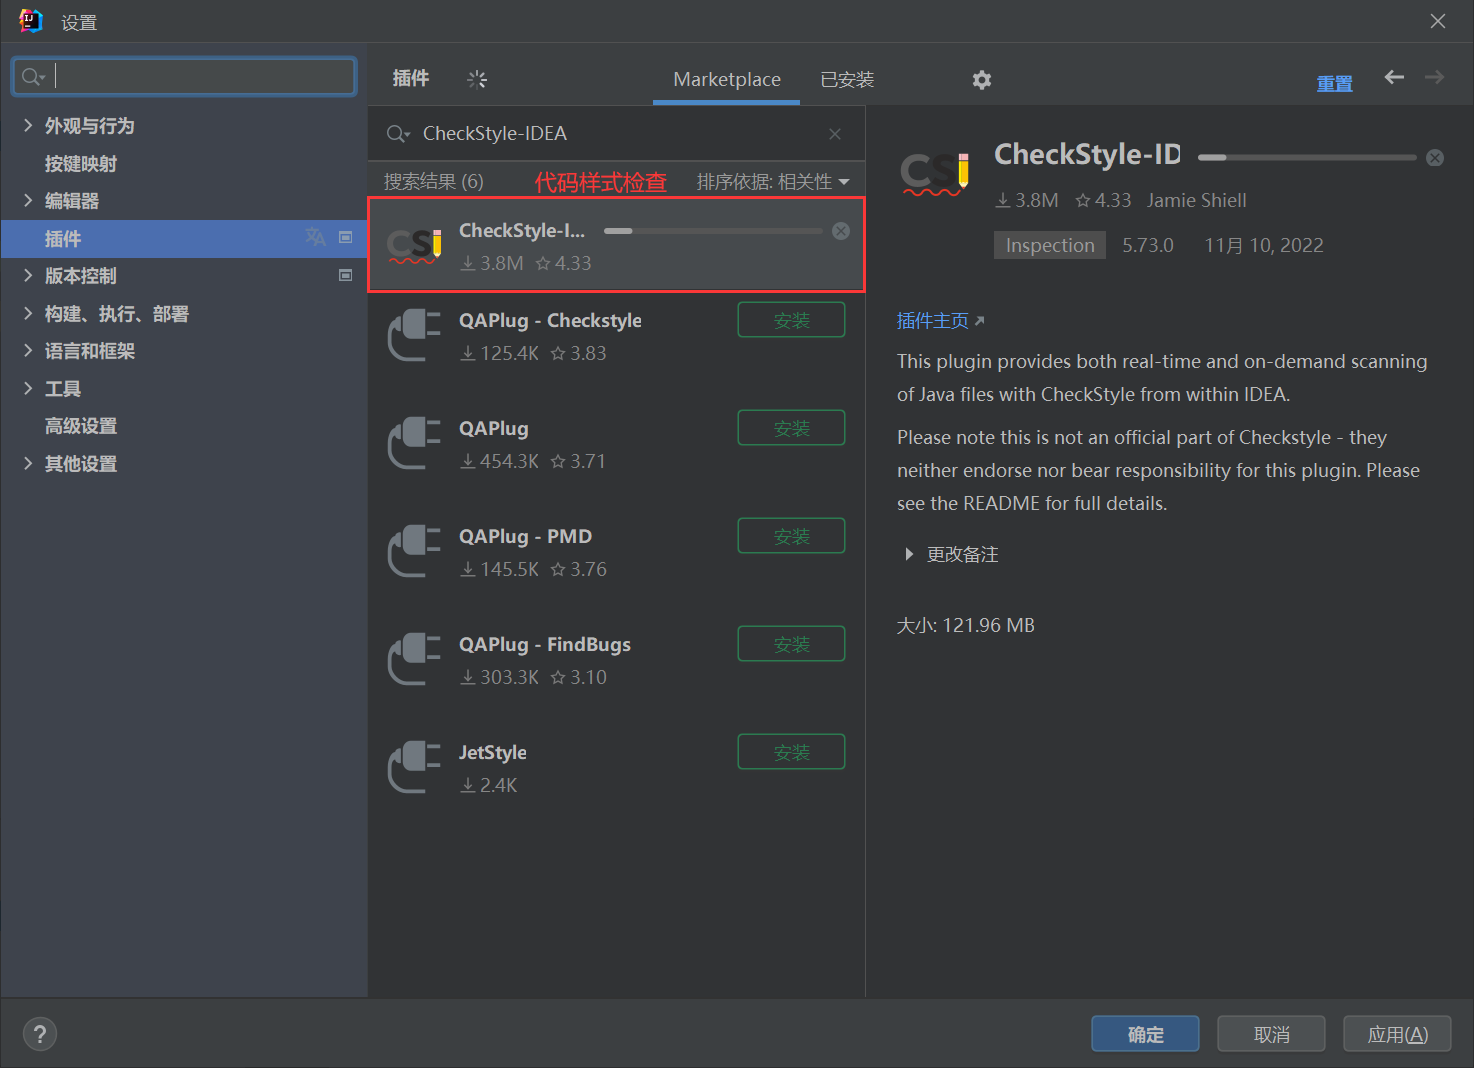 设置
插件
Marketplace
已安装
重置
外观与行为
按键映射
编辑器
插件
版本控制
构建、执行、部署
语言和框架
工具
高级设置
其他设置
CheckStyle-IDEA
搜索结果 (6)
代码样式检查
排序依据: 相关性
CheckStyle-I...
3.8M 4.33
QAPlug - Checkstyle
安装
125.4K 3.83
QAPlug
安装
454.3K 3.71
QAPlug - PMD
安装
145.5K 3.76
QAPlug - FindBugs
安装
303.3K 3.10
JetStyle
安装
2.4K
CheckStyle-ID
3.8M 4.33 Jamie Shiell
Inspection 5.73.0 11月 10, 2022
插件主页
This plugin provides both real-time and on-demand scanning
of Java files with CheckStyle from within IDEA.
Please note this is not an official part of Checkstyle - they
neither endorse nor bear responsibility for this plugin. Please
see the README for full details.
更改备注
大小: 121.96 MB
?
确定
取消
应用(A)